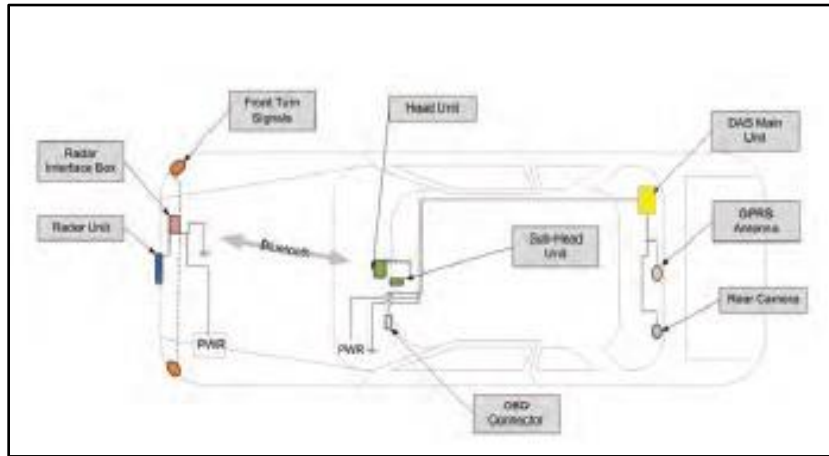 Front Turn
Signals
Head Unit
DAS Main
Unit
Radar
Interface Box
Radar Unit
Bluetooth
Sub-Head
Unit
GPRS
Antenna
Rear Camera
PWR
PWR
OBD
Connector